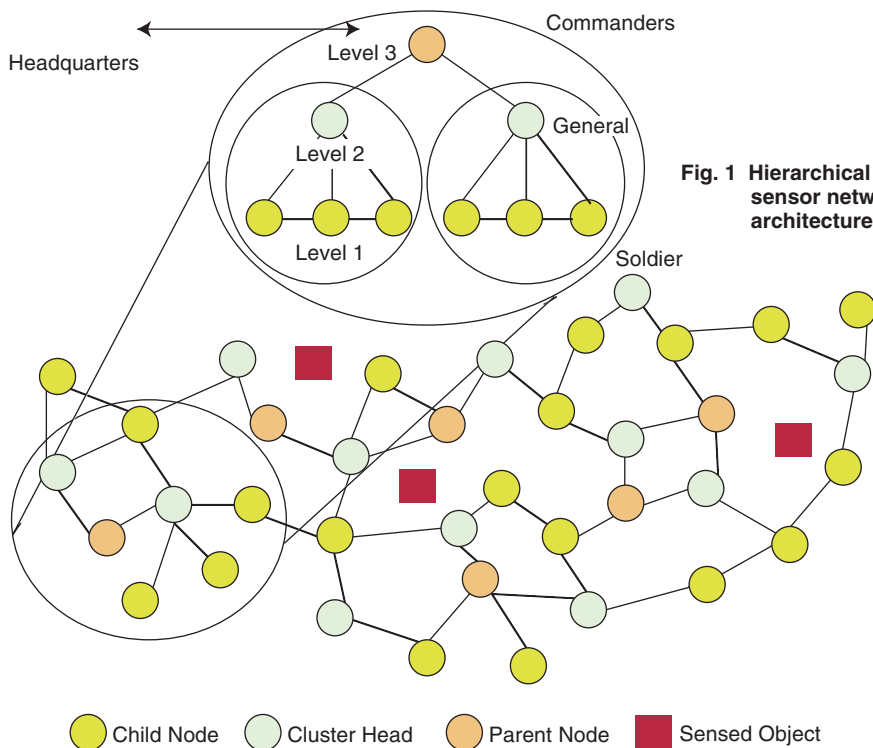 Commanders
Headquarters
Level 3
General
Level 2
Level 1
Fig. 1 Hierarchical
sensor
architecture
Soldier
Child Node
Cluster Head
Parent Node
Sensed Object